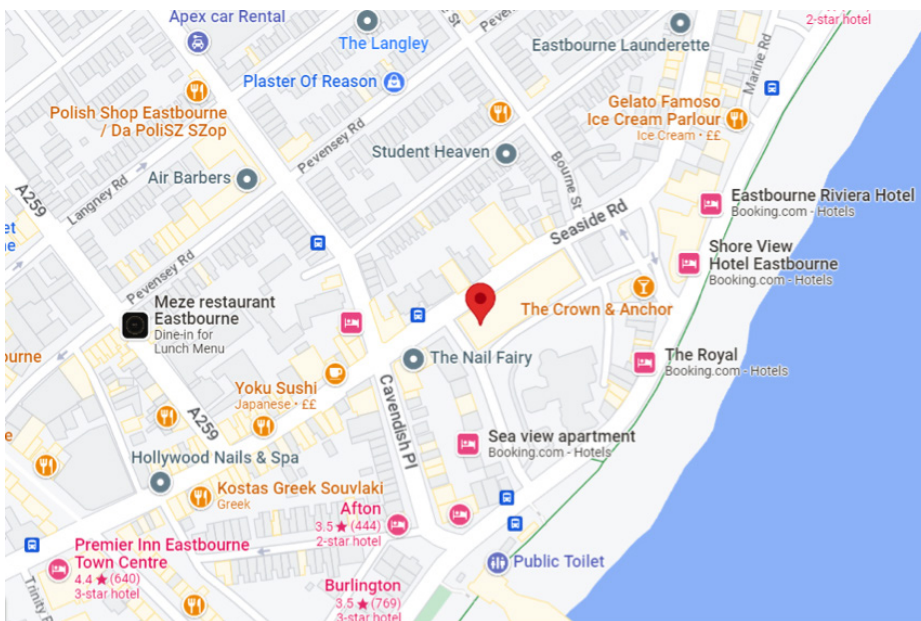 Apex car Rental
2-star hotel
The Langley
Eastbourne Launderette
Marine Rd
Plaster Of Reason
Polish Shop Eastbourne
/ Da PoliSZ SZop
Gelato Famoso
Ice Cream Parlour
Ice Cream · ££
Pevensey Rd
Student Heaven
Air Barbers
Langney Rd
A259
Bourne St
Eastbourne Riviera Hotel
Booking.com - Hotels
Seaside Rd
Shore View
Hotel Eastbourne
Booking.com - Hotels
Pevensey Rd
Meze restaurant
Eastbourne
Dine-in for
Lunch Menu
The Crown & Anchor
The Nail Fairy
The Royal
Booking.com - Hotels
Yoku Sushi
Japanese · ££
A259
Cavendish Pl
Sea view apartment
Booking.com - Hotels
Hollywood Nails & Spa
Kostas Greek Souvlaki
Greek
Afton
3.5 ★ (444)
2-star hotel
Premier Inn Eastbourne
Town Centre
4.4 ★ (640)
3-star hotel
Public Toilet
Burlington
3.5 ★ (769)
3-star hotel